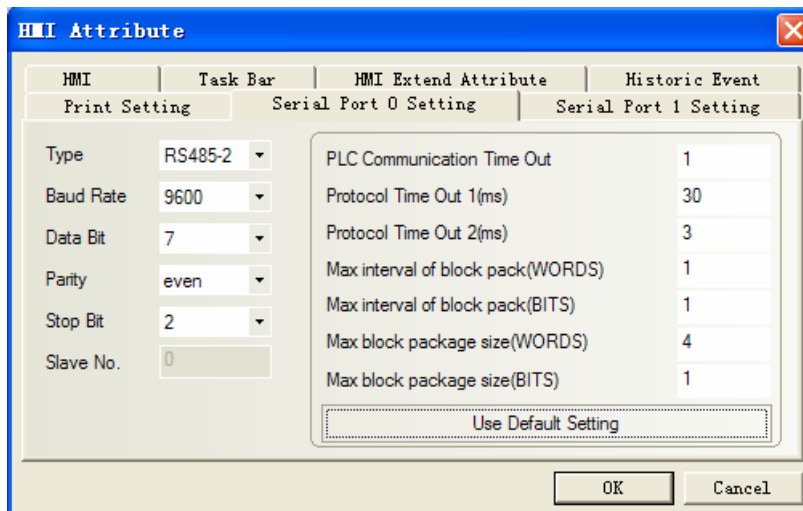 HMI Attribute
HMI Task Bar HMI Extend Attribute Historic Event
Print Setting Serial Port 0 Setting Serial Port 1 Setting
Type RS485-2
Baud Rate 9600
Data Bit 7
Parity even
Stop Bit 2
Slave No. 0
PLC Communication Time Out 1
Protocol Time Out 1(ms) 30
Protocol Time Out 2(ms) 3
Max interval of block pack(WORDS) 1
Max interval of block pack(BITS) 1
Max block package size(WORDS) 4
Max block package size(BITS) 1
Use Default Setting
OK Cancel